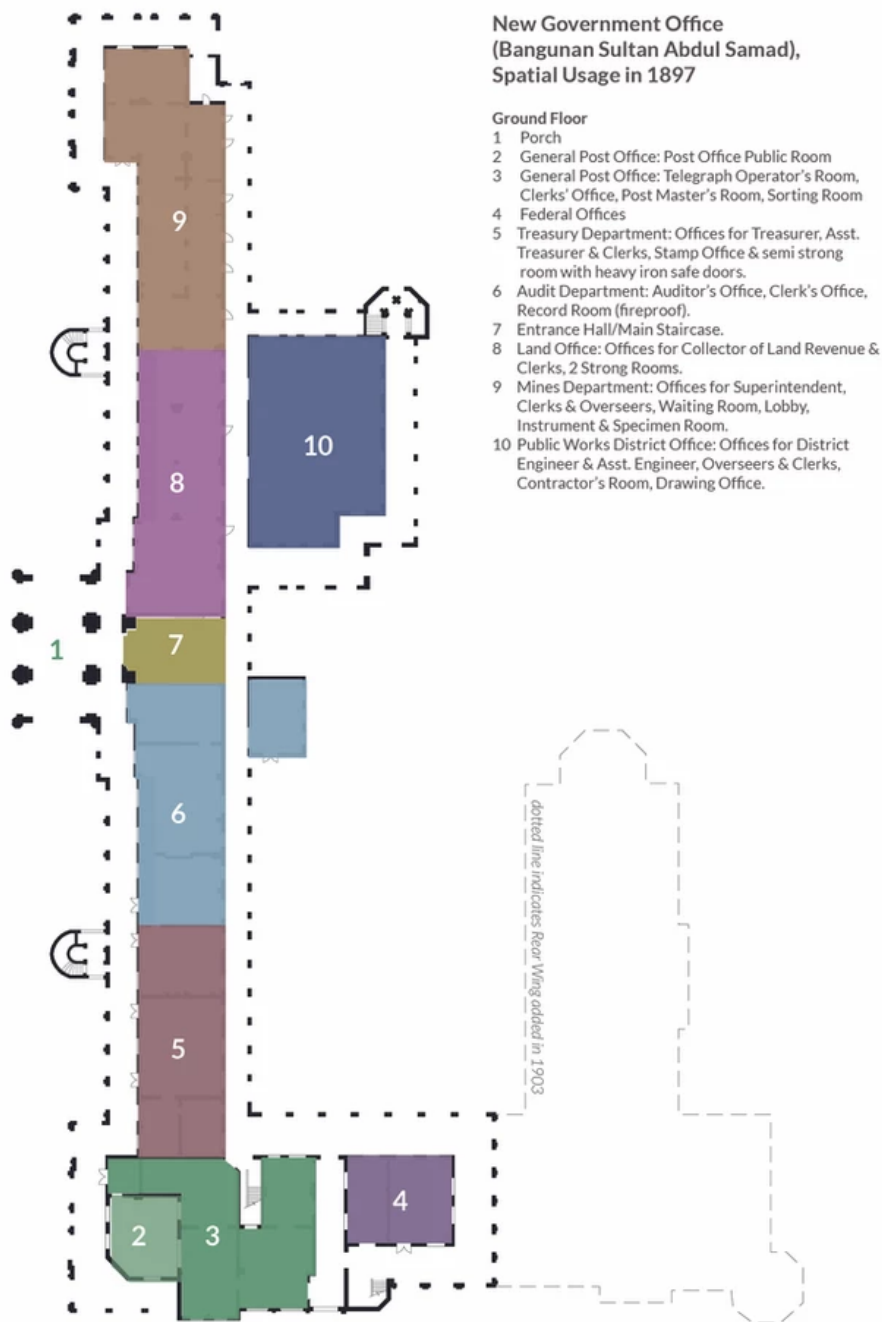 New Government Office
(Bangunan Sultan Abdul Samad),
Spatial Usage in 1897
Ground Floor
1 Porch
2 General Post Office: Post Office Public Room
3 General Post Office: Telegraph Operator's Room,
Clerks' Office, Post Master's Room, Sorting Room
4 Federal Offices
5 Treasury Department: Offices for Treasurer, Asst.
Treasurer & Clerks, Stamp Office & semi strong
room with heavy iron safe doors.
6 Audit Department: Auditor's Office, Clerk's Office,
Record Room (fireproof).
7 Entrance Hall/Main Staircase.
8 Land Office: Offices for Collector of Land Revenue &
Clerks, 2 Strong Rooms.
9 Mines Department: Offices for Superintendent,
Clerks & Overseers, Waiting Room, Lobby,
Instrument & Specimen Room.
10 Public Works District Office: Offices for District
Engineer & Asst. Engineer, Overseers & Clerks,
Contractor's Room, Drawing Office.
9
10
8
1
7
6
dotted line indicates Rear Wing added in 1903
5
4
2
3